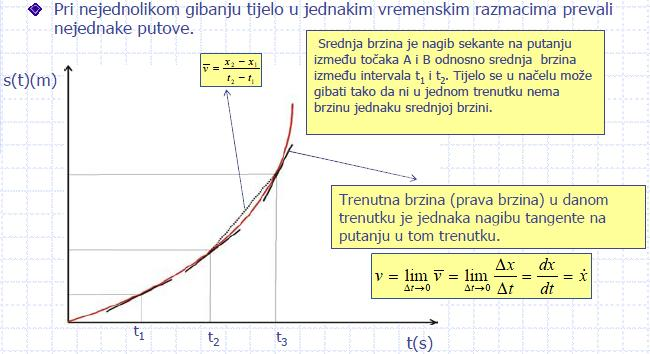 Pri nejednolikom gibanju tijelo u jednakim vremenskim razmacima prevali
nejednake putove.
s(t)(m)
v̄ = (x₂ − x₁) / (t₂ − t₁)
Srednja brzina je nagib sekante na putanju
između točaka A i B odnosno srednja brzina
između intervala t₁ i t₂. Tijelo se u načelu može
gibati tako da ni u jednom trenutku nema
brzinu jednaku srednjoj brzini.
Trenutna brzina (prava brzina) u danom
trenutku je jednaka nagibu tangente na
putanju u tom trenutku.
v = lim_{Δt→0} v̄ = lim_{Δt→0} Δx/Δt = dx/dt = ẋ
t₁ t₂ t₃ t(s)